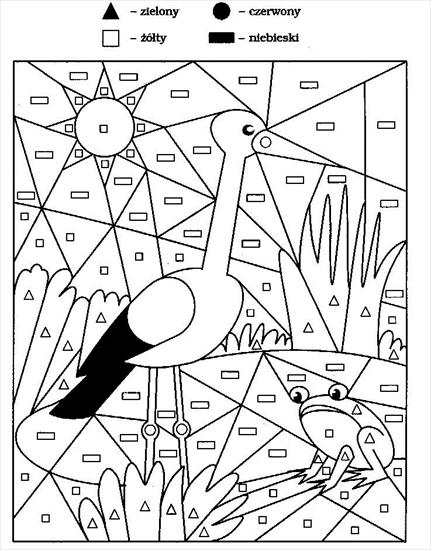 – zielony – czerwony
– żółty – niebieski